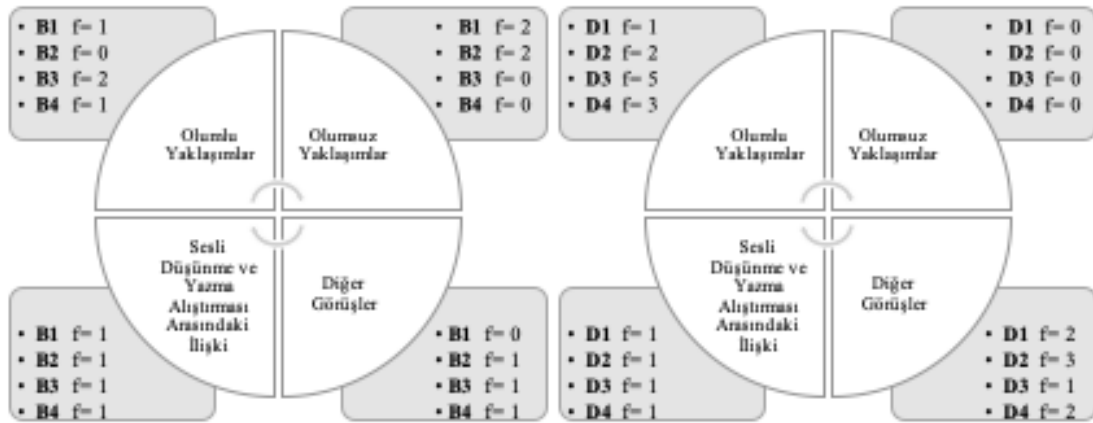 • B1 f= 1
• B2 f= 0
• B3 f= 2
• B4 f= 1
Olumlu
Yaklaşımlar
• B1 f= 2
• B2 f= 2
• B3 f= 0
• B4 f= 0
Olumsuz
Yaklaşımlar
Sesli
Düşünme ve
Yazma
Alıştırması
Arasındaki
İlişki
• B1 f= 1
• B2 f= 1
• B3 f= 1
• B4 f= 1
Diğer
Görüşler
• B1 f= 0
• B2 f= 1
• B3 f= 1
• B4 f= 1
• D1 f= 1
• D2 f= 2
• D3 f= 5
• D4 f= 3
Olumlu
Yaklaşımlar
• D1 f= 0
• D2 f= 0
• D3 f= 0
• D4 f= 0
Olumsuz
Yaklaşımlar
Sesli
Düşünme ve
Yazma
Alıştırması
Arasındaki
İlişki
• D1 f= 1
• D2 f= 1
• D3 f= 1
• D4 f= 1
Diğer
Görüşler
• D1 f= 2
• D2 f= 3
• D3 f= 1
• D4 f= 2